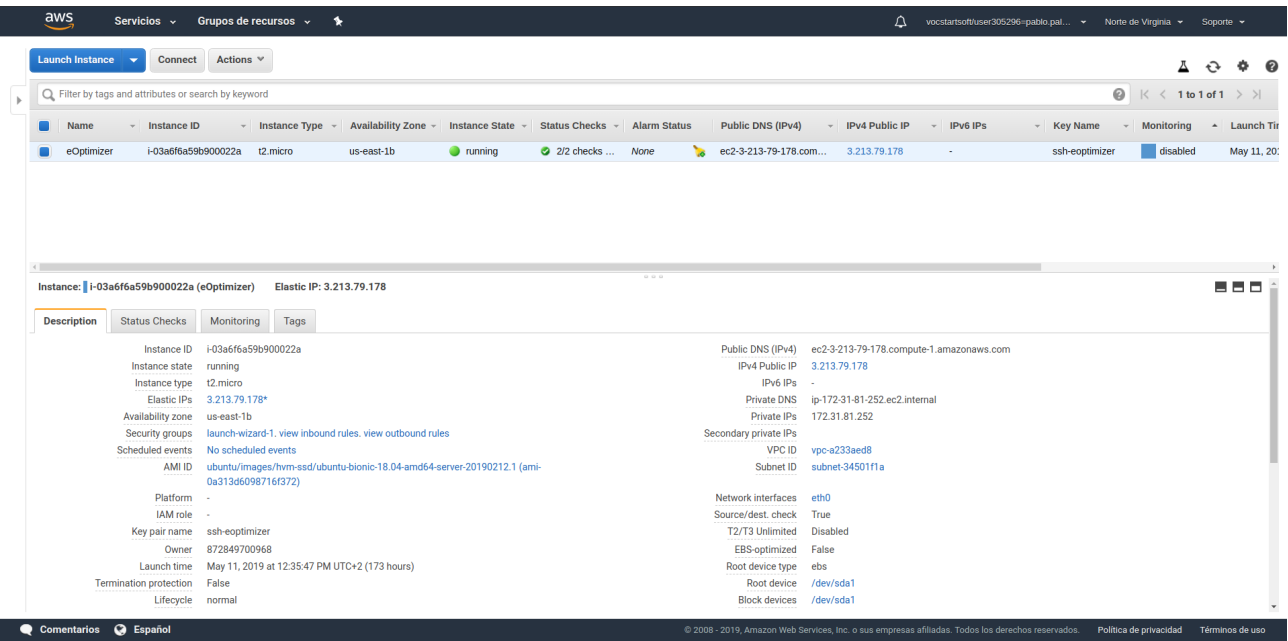 aws Servicios Grupos de recursos vocstartsoft/user305296=pablo.pal... Norte de Virginia Soporte
Launch Instance Connect Actions
Filter by tags and attributes or search by keyword 1 to 1 of 1
Name Instance ID Instance Type Availability Zone Instance State Status Checks Alarm Status Public DNS (IPv4) IPv4 Public IP IPv6 IPs Key Name Monitoring Launch Tir
eOptimizer i-03a6f6a59b900022a t2.micro us-east-1b running 2/2 checks ... None ec2-3-213-79-178.com... 3.213.79.178 - ssh-eoptimizer disabled May 11, 201
Instance: i-03a6f6a59b900022a (eOptimizer) Elastic IP: 3.213.79.178
Description Status Checks Monitoring Tags
Instance ID i-03a6f6a59b900022a Public DNS (IPv4) ec2-3-213-79-178.compute-1.amazonaws.com
Instance state running IPv4 Public IP 3.213.79.178
Instance type t2.micro IPv6 IPs -
Elastic IPs 3.213.79.178* Private DNS ip-172-31-81-252.ec2.internal
Availability zone us-east-1b Private IPs 172.31.81.252
Security groups launch-wizard-1. view inbound rules. view outbound rules Secondary private IPs
Scheduled events No scheduled events VPC ID vpc-a233aed8
AMI ID ubuntu/images/hvm-ssd/ubuntu-bionic-18.04-amd64-server-20190212.1 (ami- Subnet ID subnet-34501f1a
0a313d6098716f372)
Platform - Network interfaces eth0
IAM role - Source/dest. check True
Key pair name ssh-eoptimizer T2/T3 Unlimited Disabled
Owner 872849700968 EBS-optimized False
Launch time May 11, 2019 at 12:35:47 PM UTC+2 (173 hours) Root device type ebs
Termination protection False Root device /dev/sda1
Lifecycle normal Block devices /dev/sda1
Comentarios Español © 2008 - 2019, Amazon Web Services, Inc. o sus empresas afiliadas. Todos los derechos reservados. Política de privacidad Términos de uso